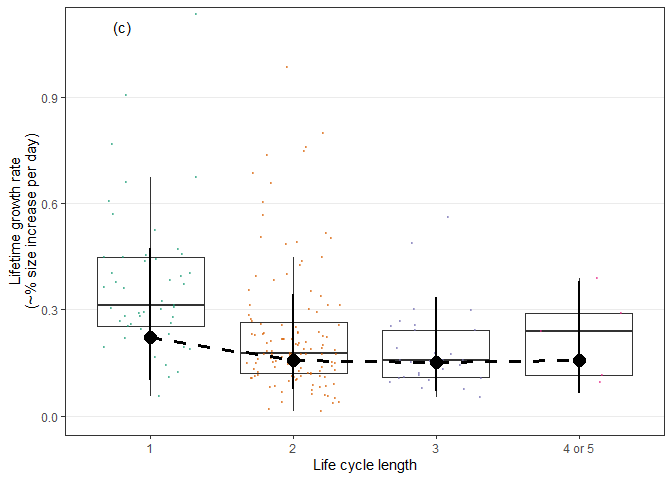 (c)
Lifetime growth rate
(~% size increase per day)
0.9
0.6
0.3
0.0
1
2
3
4 or 5
Life cycle length